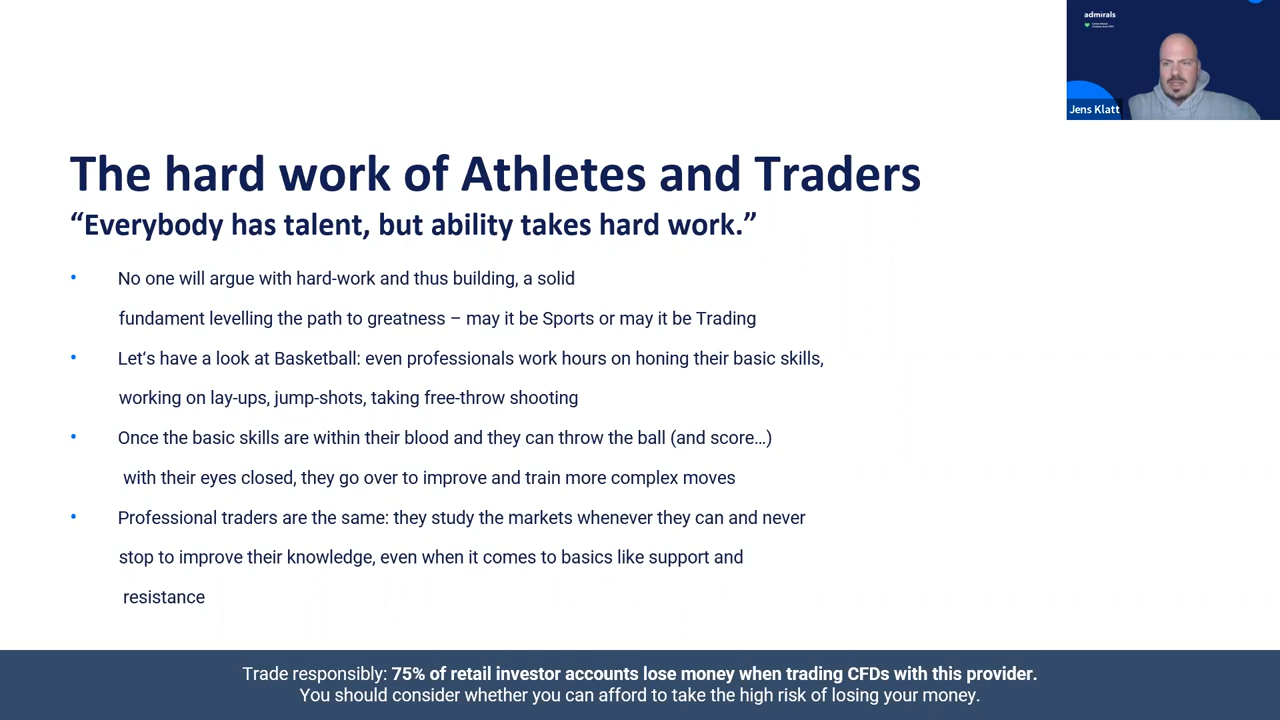 admirals
Jens Klatt
The hard work of Athletes and Traders
“Everybody has talent, but ability takes hard work.”
• No one will argue with hard-work and thus building, a solid
fundament levelling the path to greatness – may it be Sports or may it be Trading
• Let‘s have a look at Basketball: even professionals work hours on honing their basic skills,
working on lay-ups, jump-shots, taking free-throw shooting
• Once the basic skills are within their blood and they can throw the ball (and score…)
with their eyes closed, they go over to improve and train more complex moves
• Professional traders are the same: they study the markets whenever they can and never
stop to improve their knowledge, even when it comes to basics like support and
resistance
Trade responsibly: 75% of retail investor accounts lose money when trading CFDs with this provider.
You should consider whether you can afford to take the high risk of losing your money.